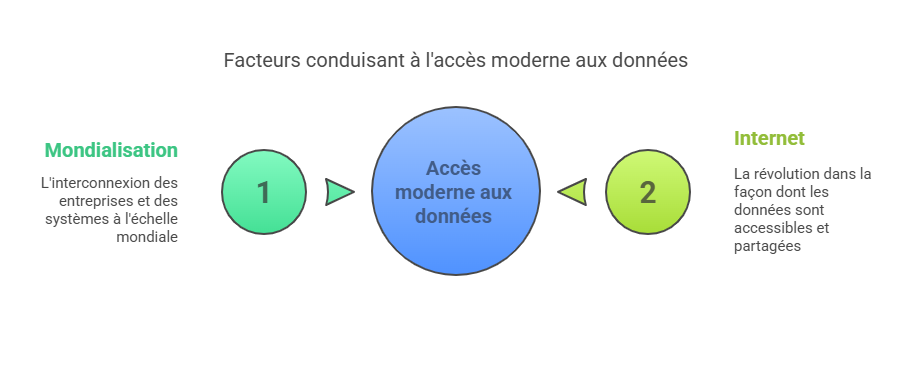 Facteurs conduisant à l'accès moderne aux données
Mondialisation
L'interconnexion des
entreprises et des
systèmes à l'échelle
mondiale
1
Accès
moderne aux
données
2
Internet
La révolution dans la
façon dont les
données sont
accessibles et
partagées